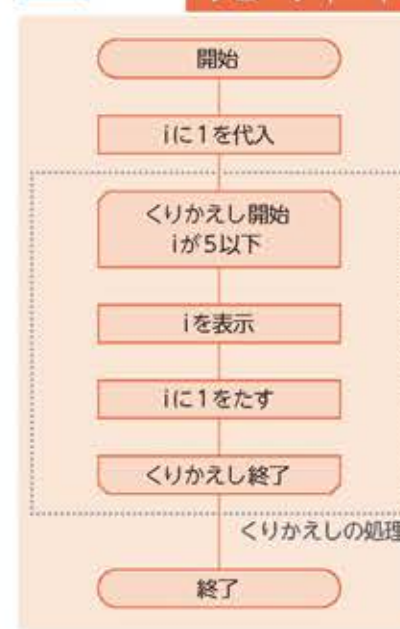 開始
iに1を代入
くりかえし開始
iが5以下
iを表示
iに1をたす
くりかえし終了
くりかえしの処理
終了